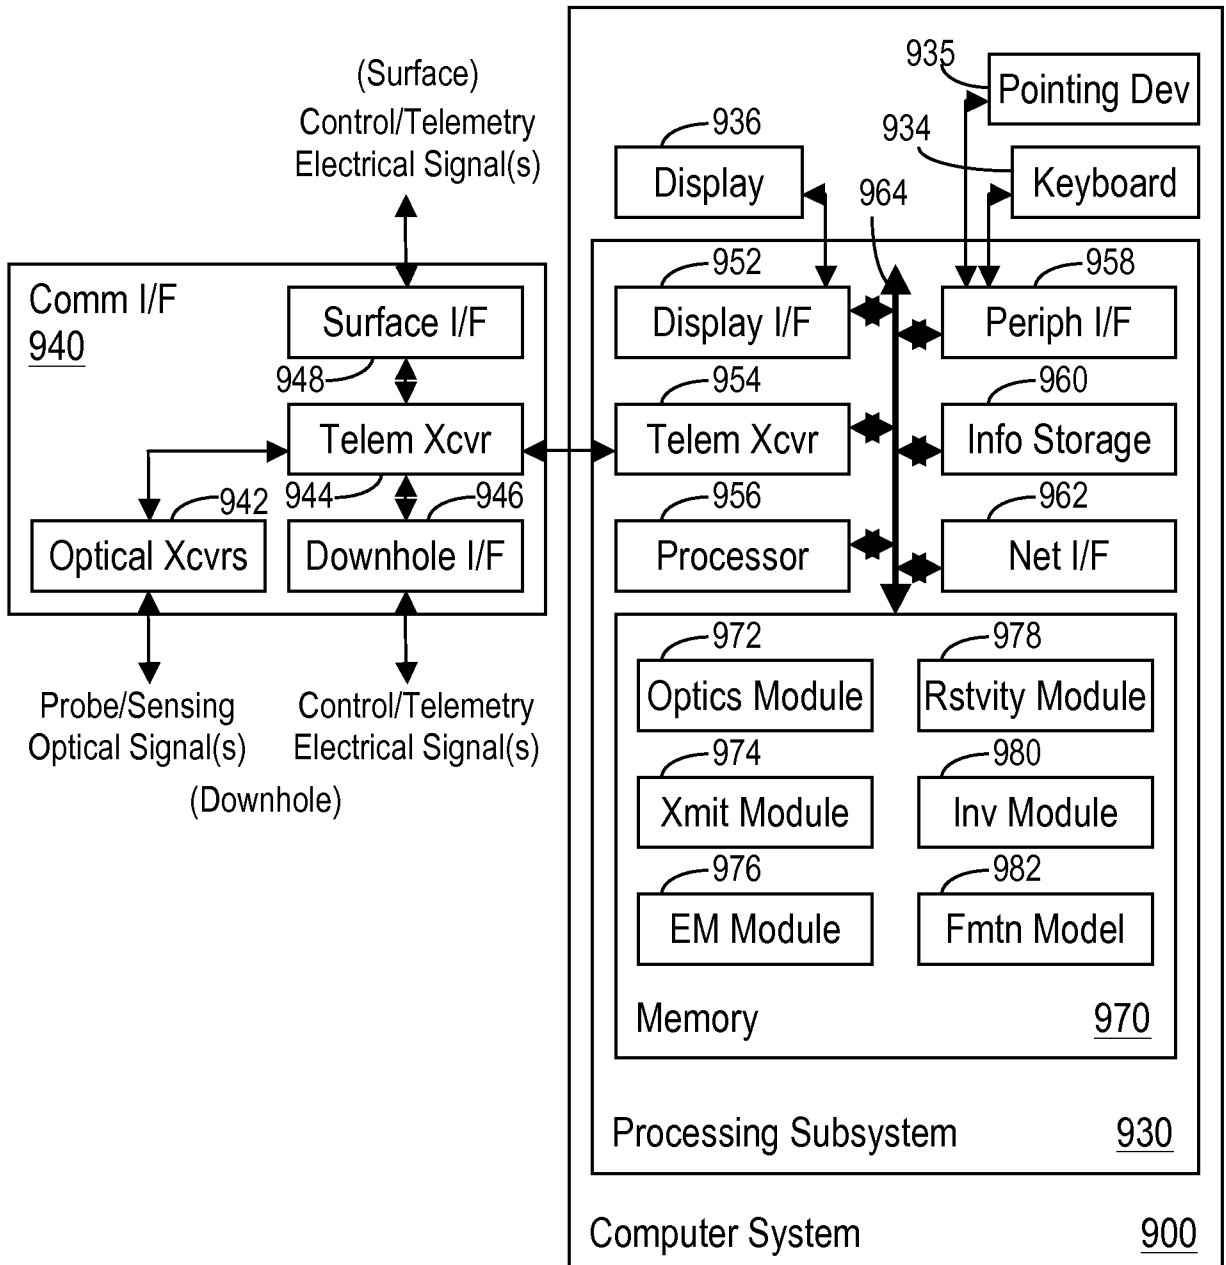 (Surface)
Control/Telemetry
Electrical Signal(s)
Comm I/F
940
Surface I/F
948
Telem Xcvr
944
942
946
Optical Xcvrs
Downhole I/F
Probe/Sensing
Optical Signal(s)
Control/Telemetry
Electrical Signal(s)
(Downhole)
935
Pointing Dev
936
934
Display
964
Keyboard
952
958
Display I/F
Periph I/F
954
960
Telem Xcvr
Info Storage
956
962
Processor
Net I/F
972
978
Optics Module
Rstvity Module
974
980
Xmit Module
Inv Module
976
982
EM Module
Fmtn Model
Memory
970
Processing Subsystem
930
Computer System
900